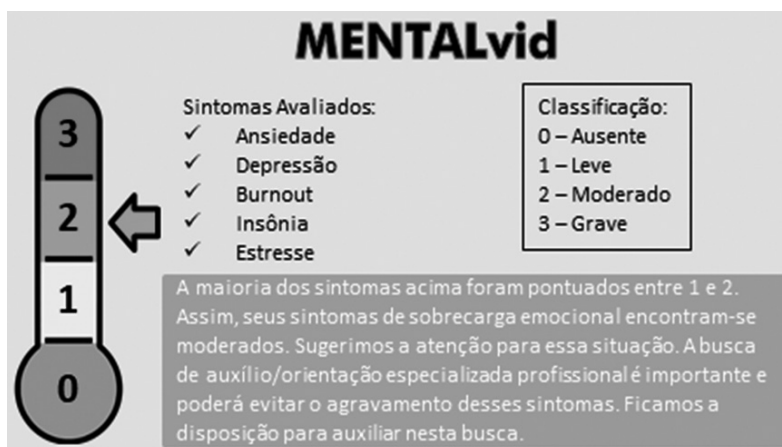 MENTALvid
3
2
1
0
Sintomas Avaliados:
✓ Ansiedade
✓ Depressão
✓ Burnout
✓ Insônia
✓ Estresse
Classificação:
0 – Ausente
1 – Leve
2 – Moderado
3 – Grave
A maioria dos sintomas acima foram pontuados entre 1 e 2.
Assim, seus sintomas de sobrecarga emocional encontram-se
moderados. Sugerimos a atenção para essa situação. A busca
de auxílio/orientação especializada profissional é importante e
poderá evitar o agravamento desses sintomas. Ficamos a
disposição para auxiliar nesta busca.